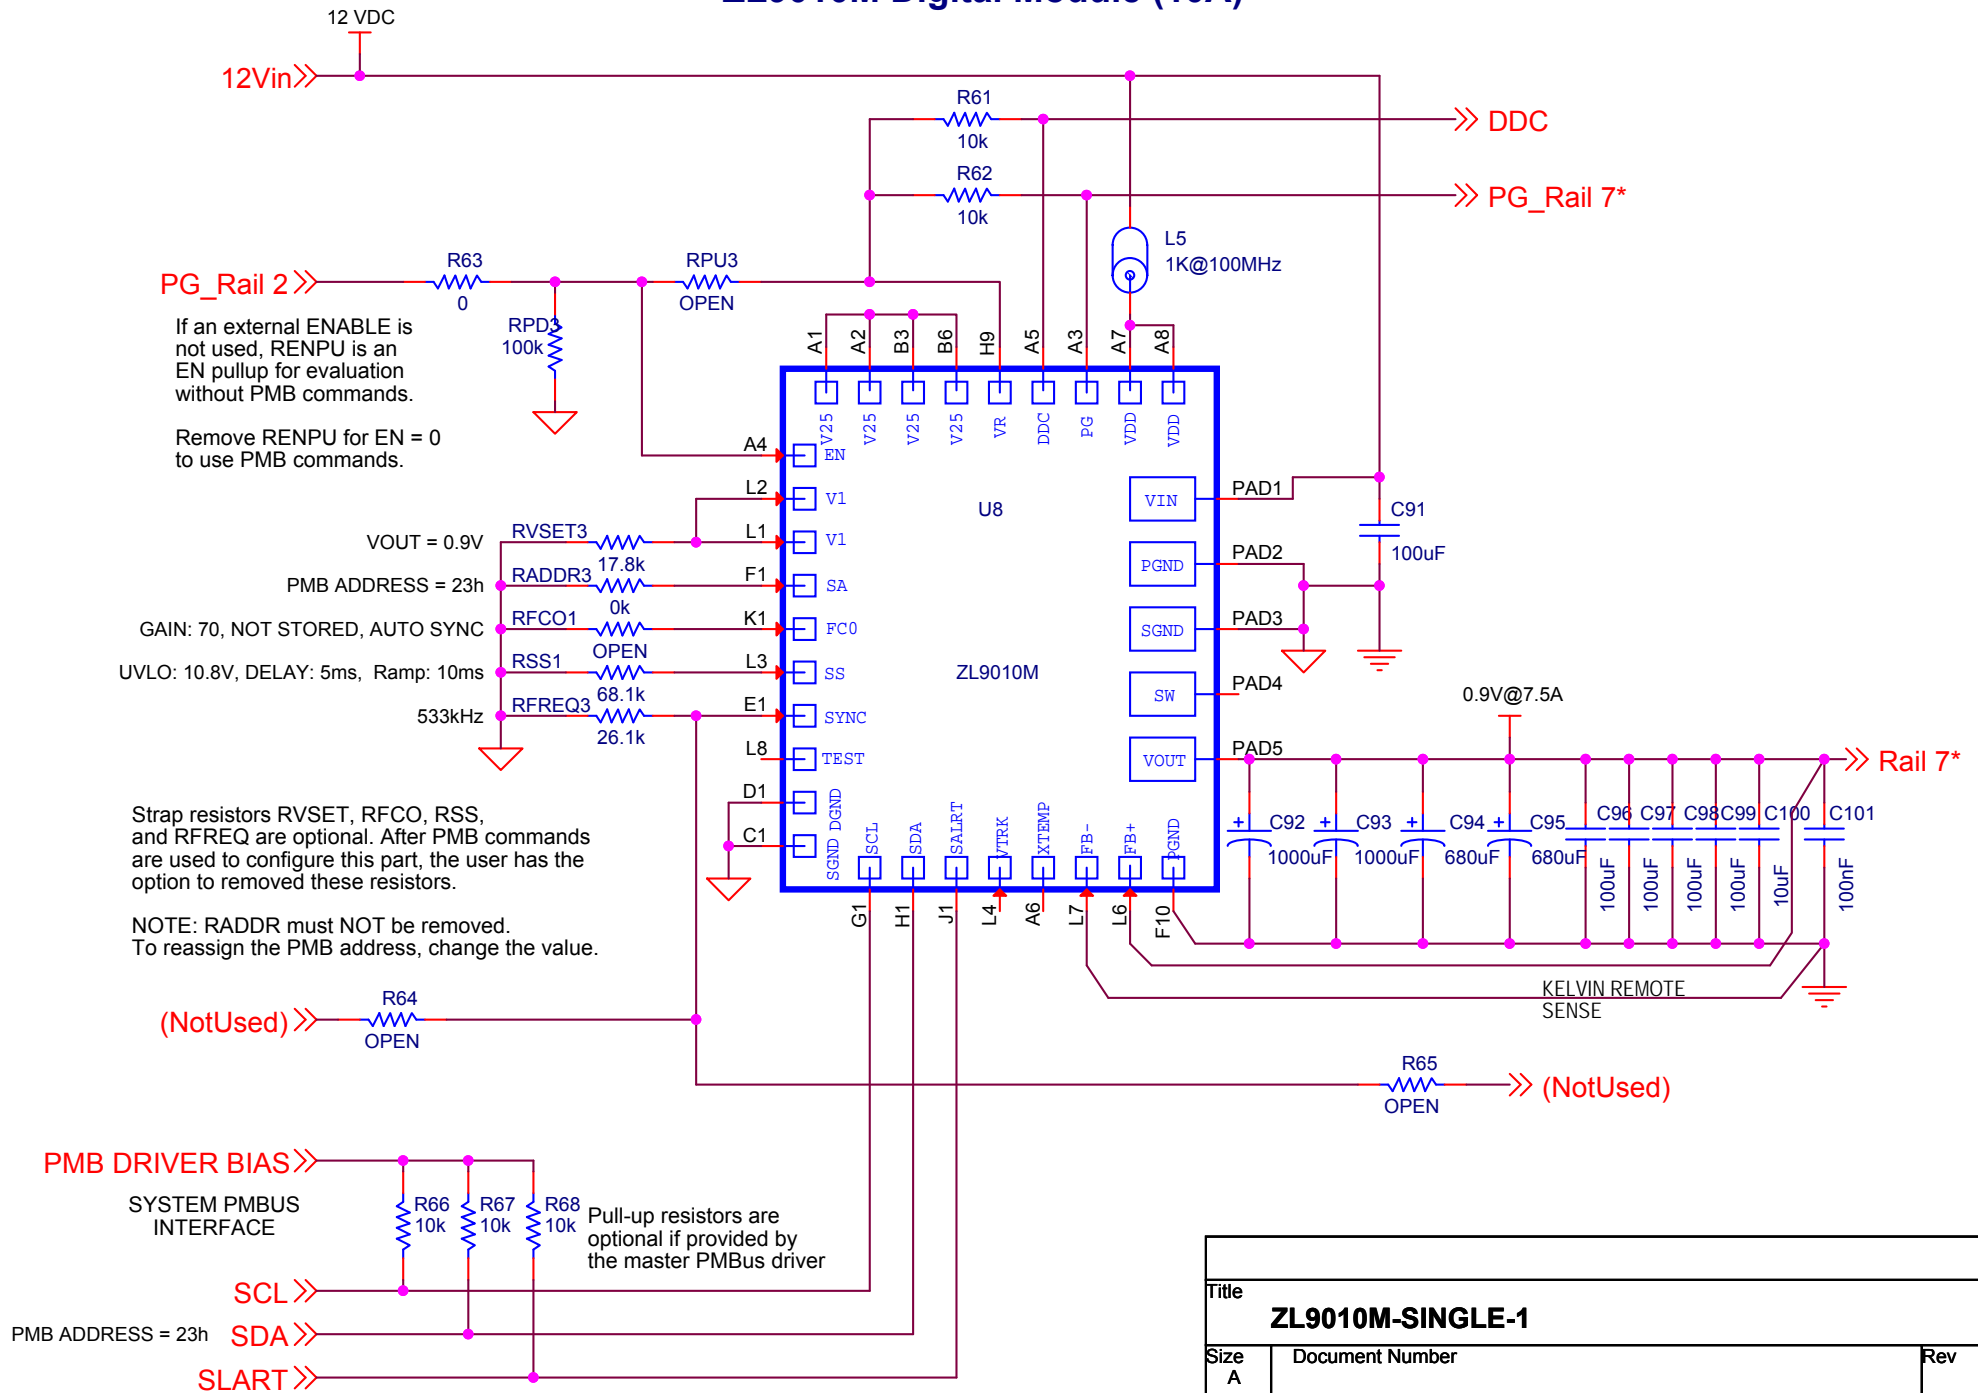 ZL9010M Digital Module (10A)
12 VDC
12Vin
R61
10k
DDC
R62
10k
PG_Rail 7*
L5
1K@100MHz
PG_Rail 2
R63
0
RPU3
OPEN
RPD3
100k
If an external ENABLE is
not used, RENPU is an
EN pullup for evaluation
without PMB commands.
Remove RENPU for EN = 0
to use PMB commands.
A1
A2
B3
B6
H9
A5
A3
A7
A8
V25
V25
V25
V25
VR
DDC
PG
VDD
VDD
A4
EN
L2
V1
L1
V1
F1
SA
K1
FC0
L3
SS
E1
SYNC
L8
TEST
D1
DGND
C1
SGND
U8
ZL9010M
VIN
PAD1
PGND
PAD2
SGND
PAD3
SW
PAD4
VOUT
PAD5
C91
100uF
VOUT = 0.9V
RVSET3
17.8k
PMB ADDRESS = 23h
RADDR3
0k
GAIN: 70, NOT STORED, AUTO SYNC
RFCO1
OPEN
UVLO: 10.8V, DELAY: 5ms, Ramp: 10ms
RSS1
68.1k
533kHz
RFREQ3
26.1k
0.9V@7.5A
Rail 7*
SCL
SDA
SALRT
VTRK
XTEMP
FB-
FB+
PGND
G1
H1
J1
L4
A6
L7
L6
F10
+
C92
1000uF
+
C93
1000uF
+
C94
680uF
+
C95
680uF
C96
100uF
C97
100uF
C98
100uF
C99
100uF
C100
10uF
C101
100nF
KELVIN REMOTE
SENSE
Strap resistors RVSET, RFCO, RSS,
and RFREQ are optional. After PMB commands
are used to configure this part, the user has the
option to removed these resistors.
NOTE: RADDR must NOT be removed.
To reassign the PMB address, change the value.
(NotUsed)
R64
OPEN
R65
OPEN
(NotUsed)
PMB DRIVER BIAS
SYSTEM PMBUS
INTERFACE
R66
10k
R67
10k
R68
10k
Pull-up resistors are
optional if provided by
the master PMBus driver
SCL
PMB ADDRESS = 23h
SDA
SLART
Title
ZL9010M-SINGLE-1
Size
A
Document Number
Rev